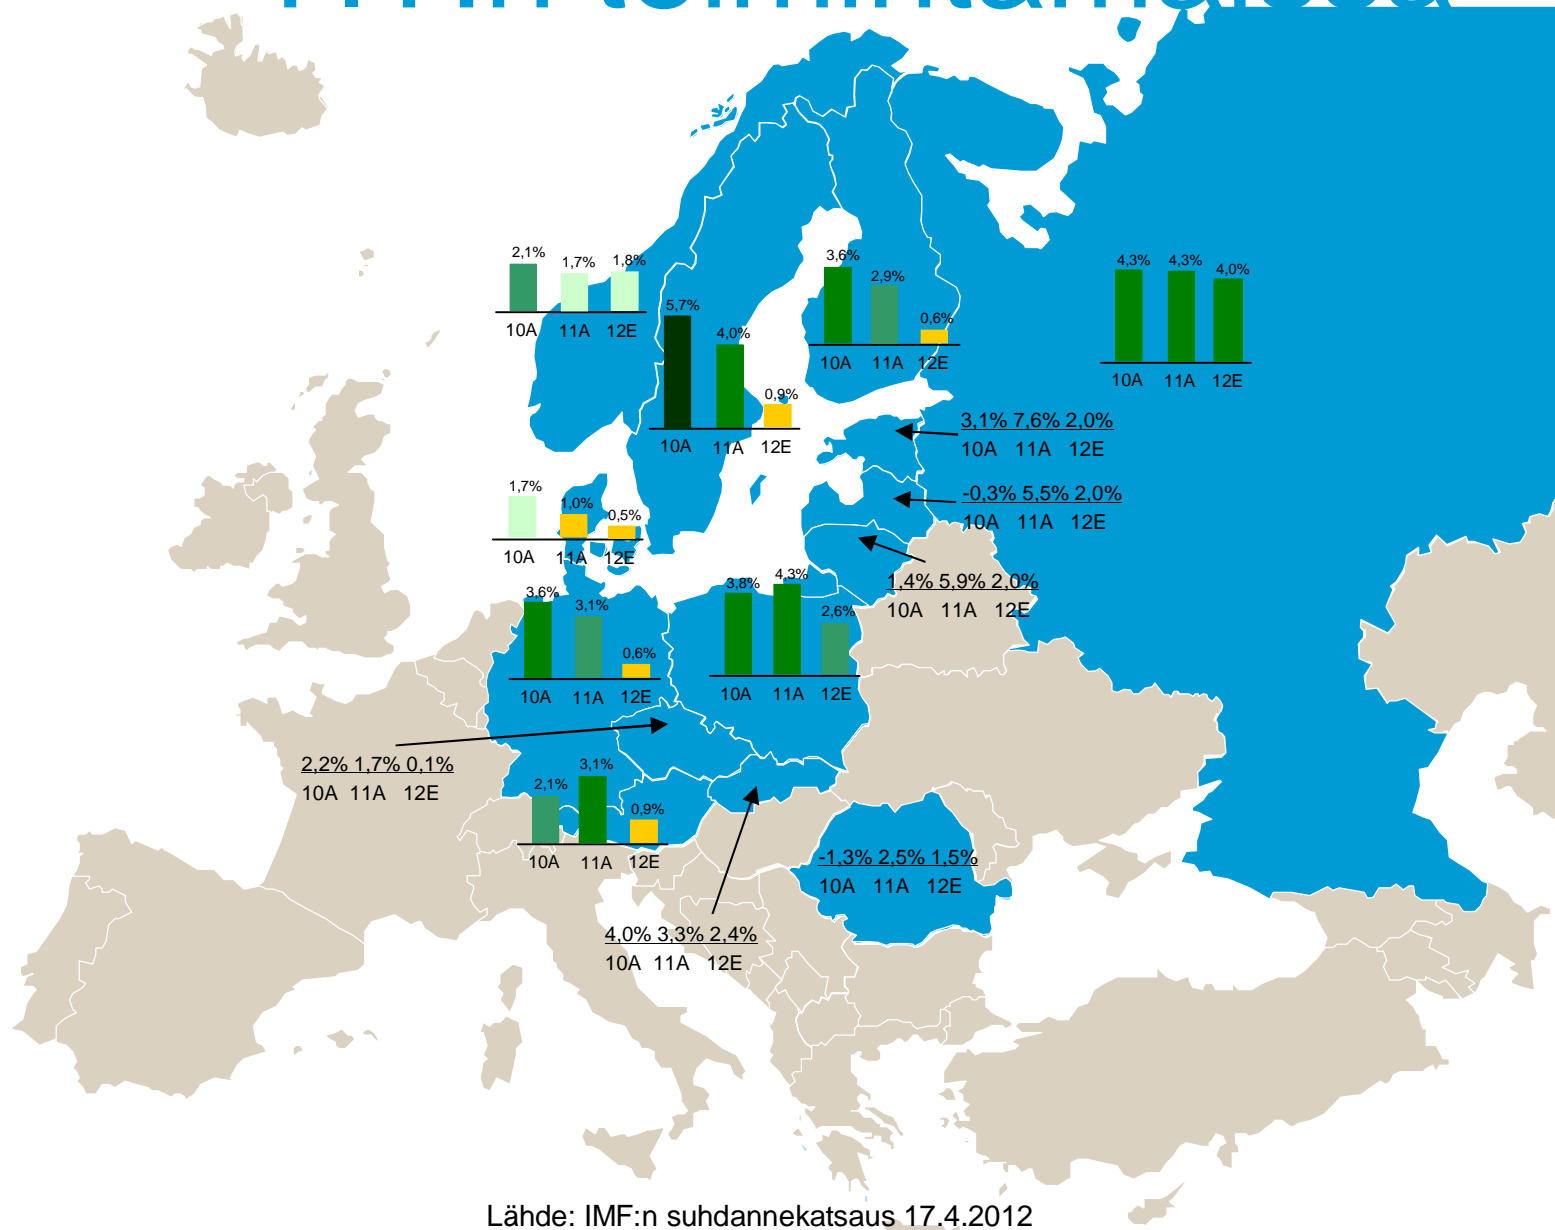 2,1% 1,7% 1,8%
10A 11A 12E
5,7% 4,0% 0,9%
10A 11A 12E
3,6% 2,9% 0,6%
10A 11A 12E
4,3% 4,3% 4,0%
10A 11A 12E
3,1% 7,6% 2,0%
10A 11A 12E
-0,3% 5,5% 2,0%
10A 11A 12E
1,4% 5,9% 2,0%
10A 11A 12E
1,7% 1,0% 0,5%
10A 11A 12E
3,6% 3,1% 0,6%
10A 11A 12E
3,8% 4,3% 2,6%
10A 11A 12E
2,2% 1,7% 0,1%
10A 11A 12E
2,1% 3,1% 0,9%
10A 11A 12E
-1,3% 2,5% 1,5%
10A 11A 12E
4,0% 3,3% 2,4%
10A 11A 12E
Lähde: IMF:n suhdannekatsaus 17.4.2012